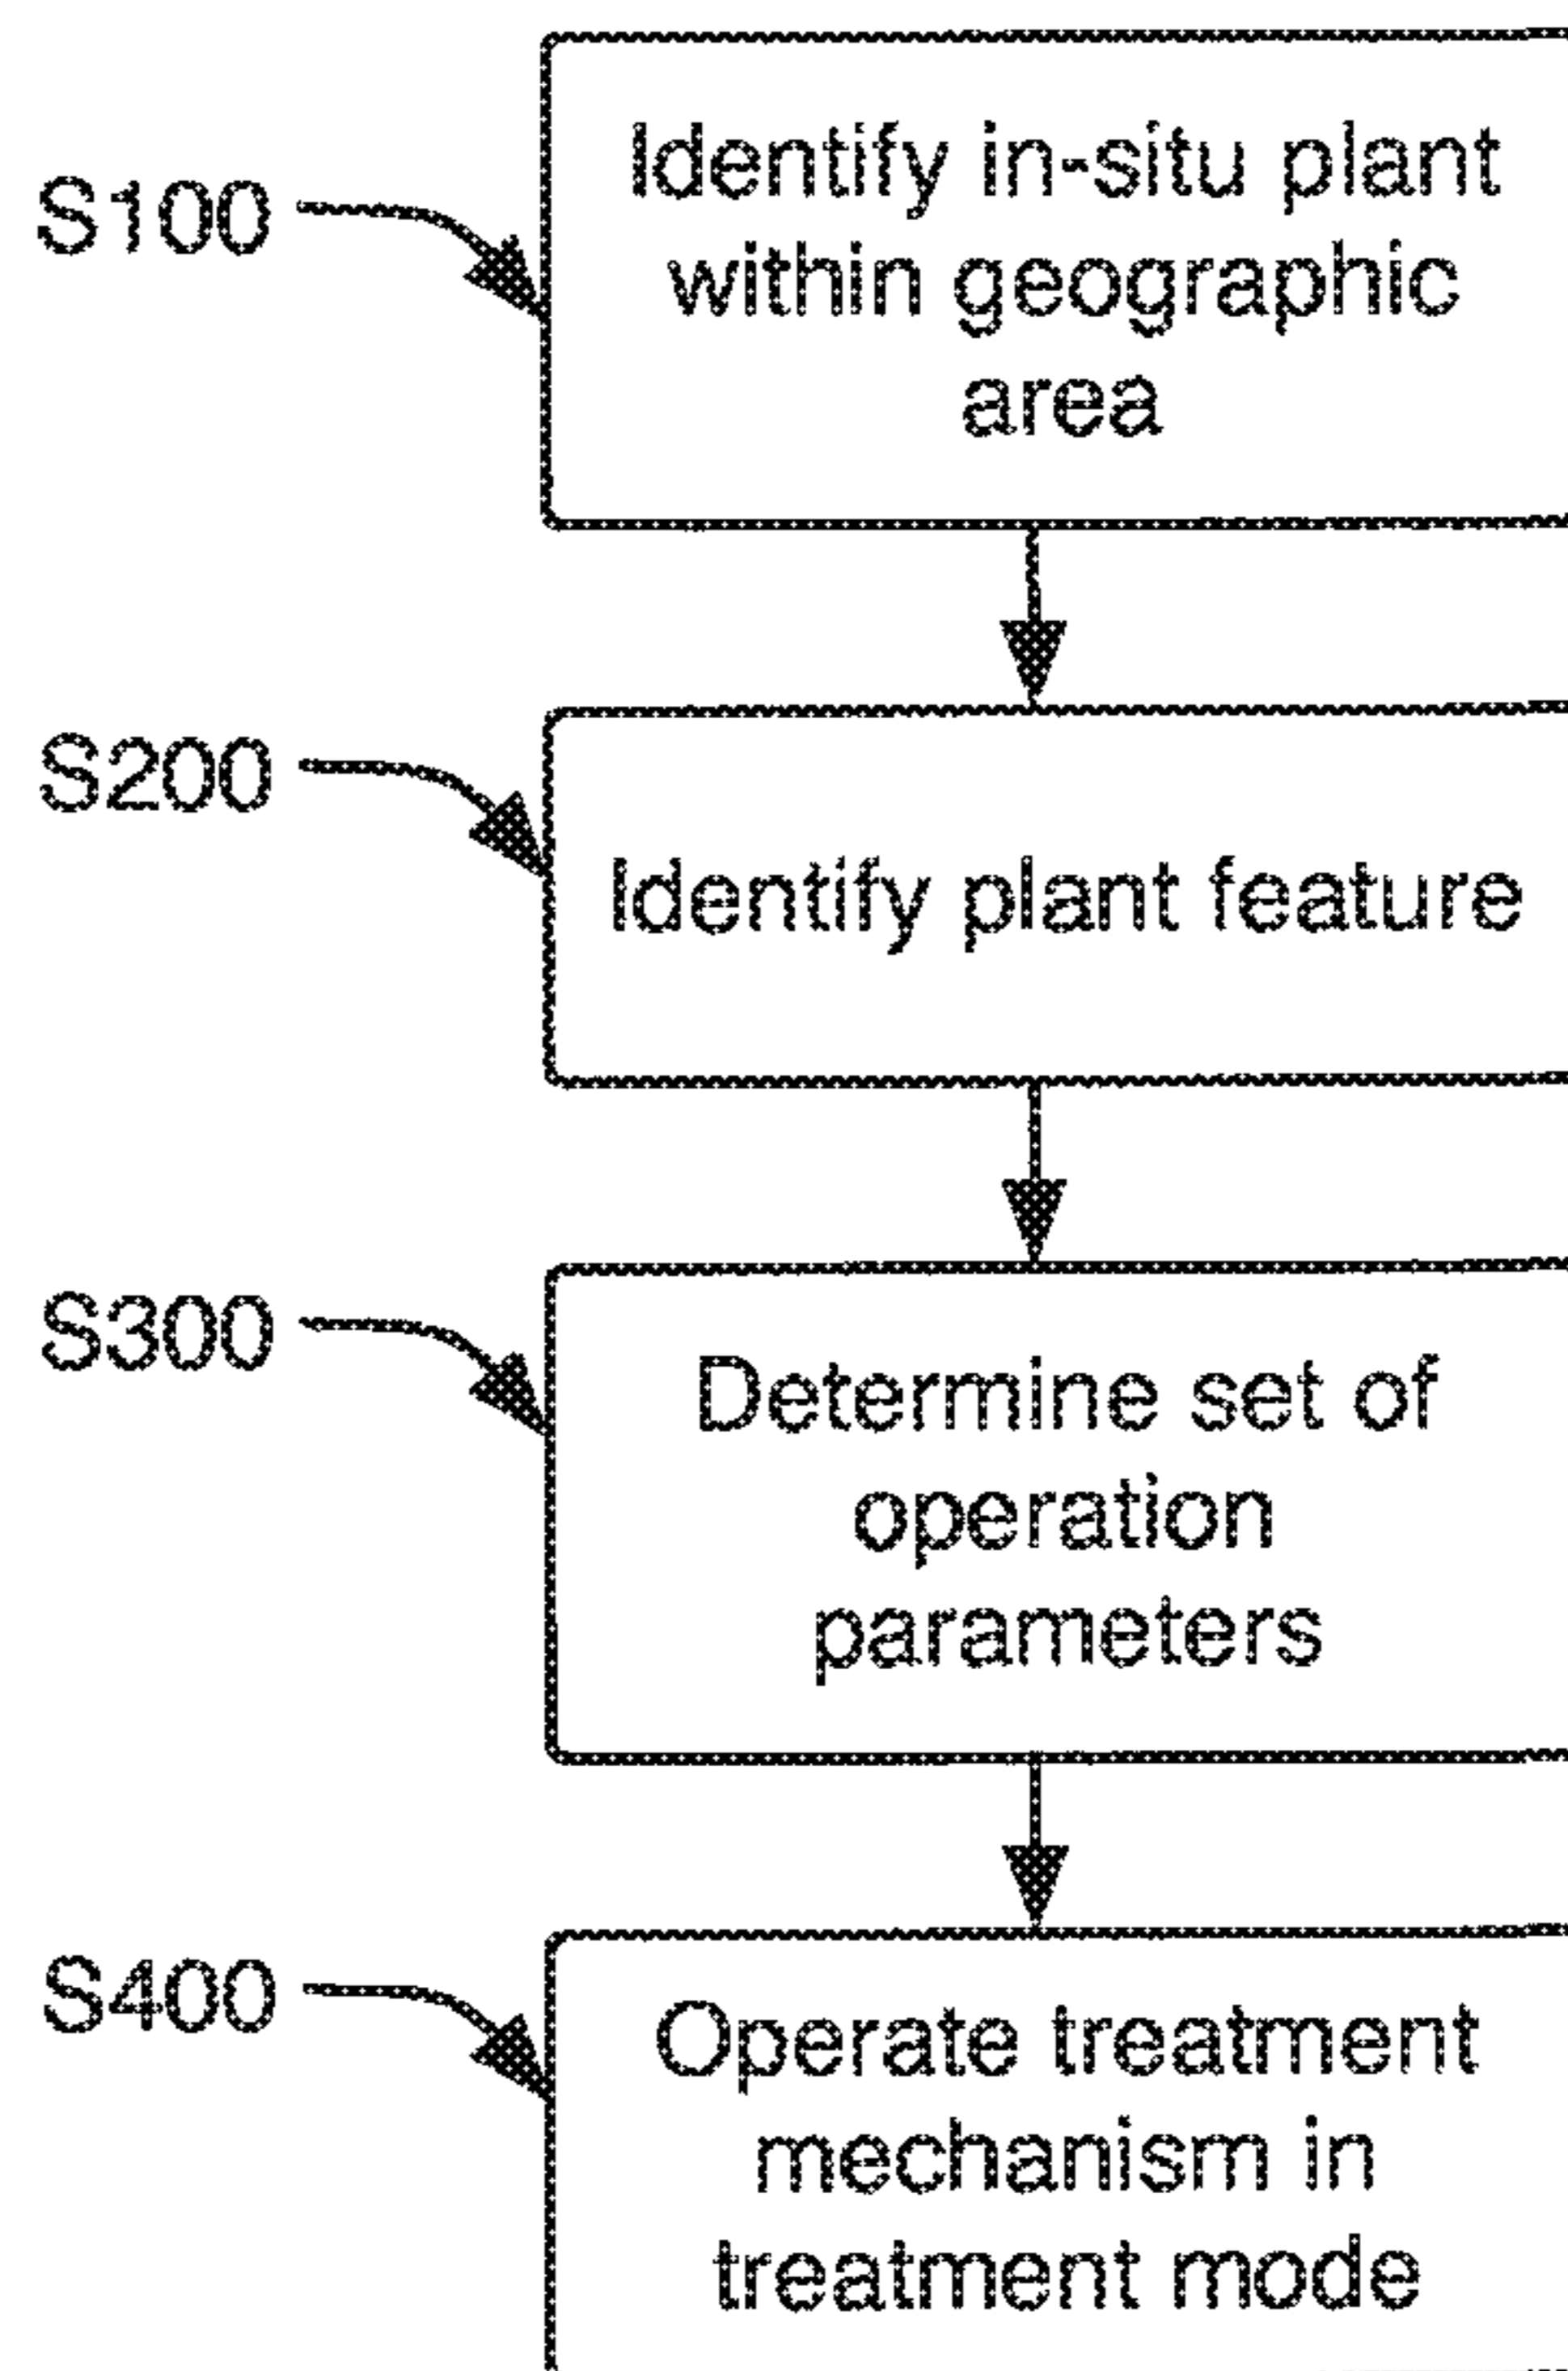 S100
Identify in-situ plant
within geographic
area
S200
Identify plant feature
S300
Determine set of
operation
parameters
S400
Operate treatment
mechanism in
treatment mode